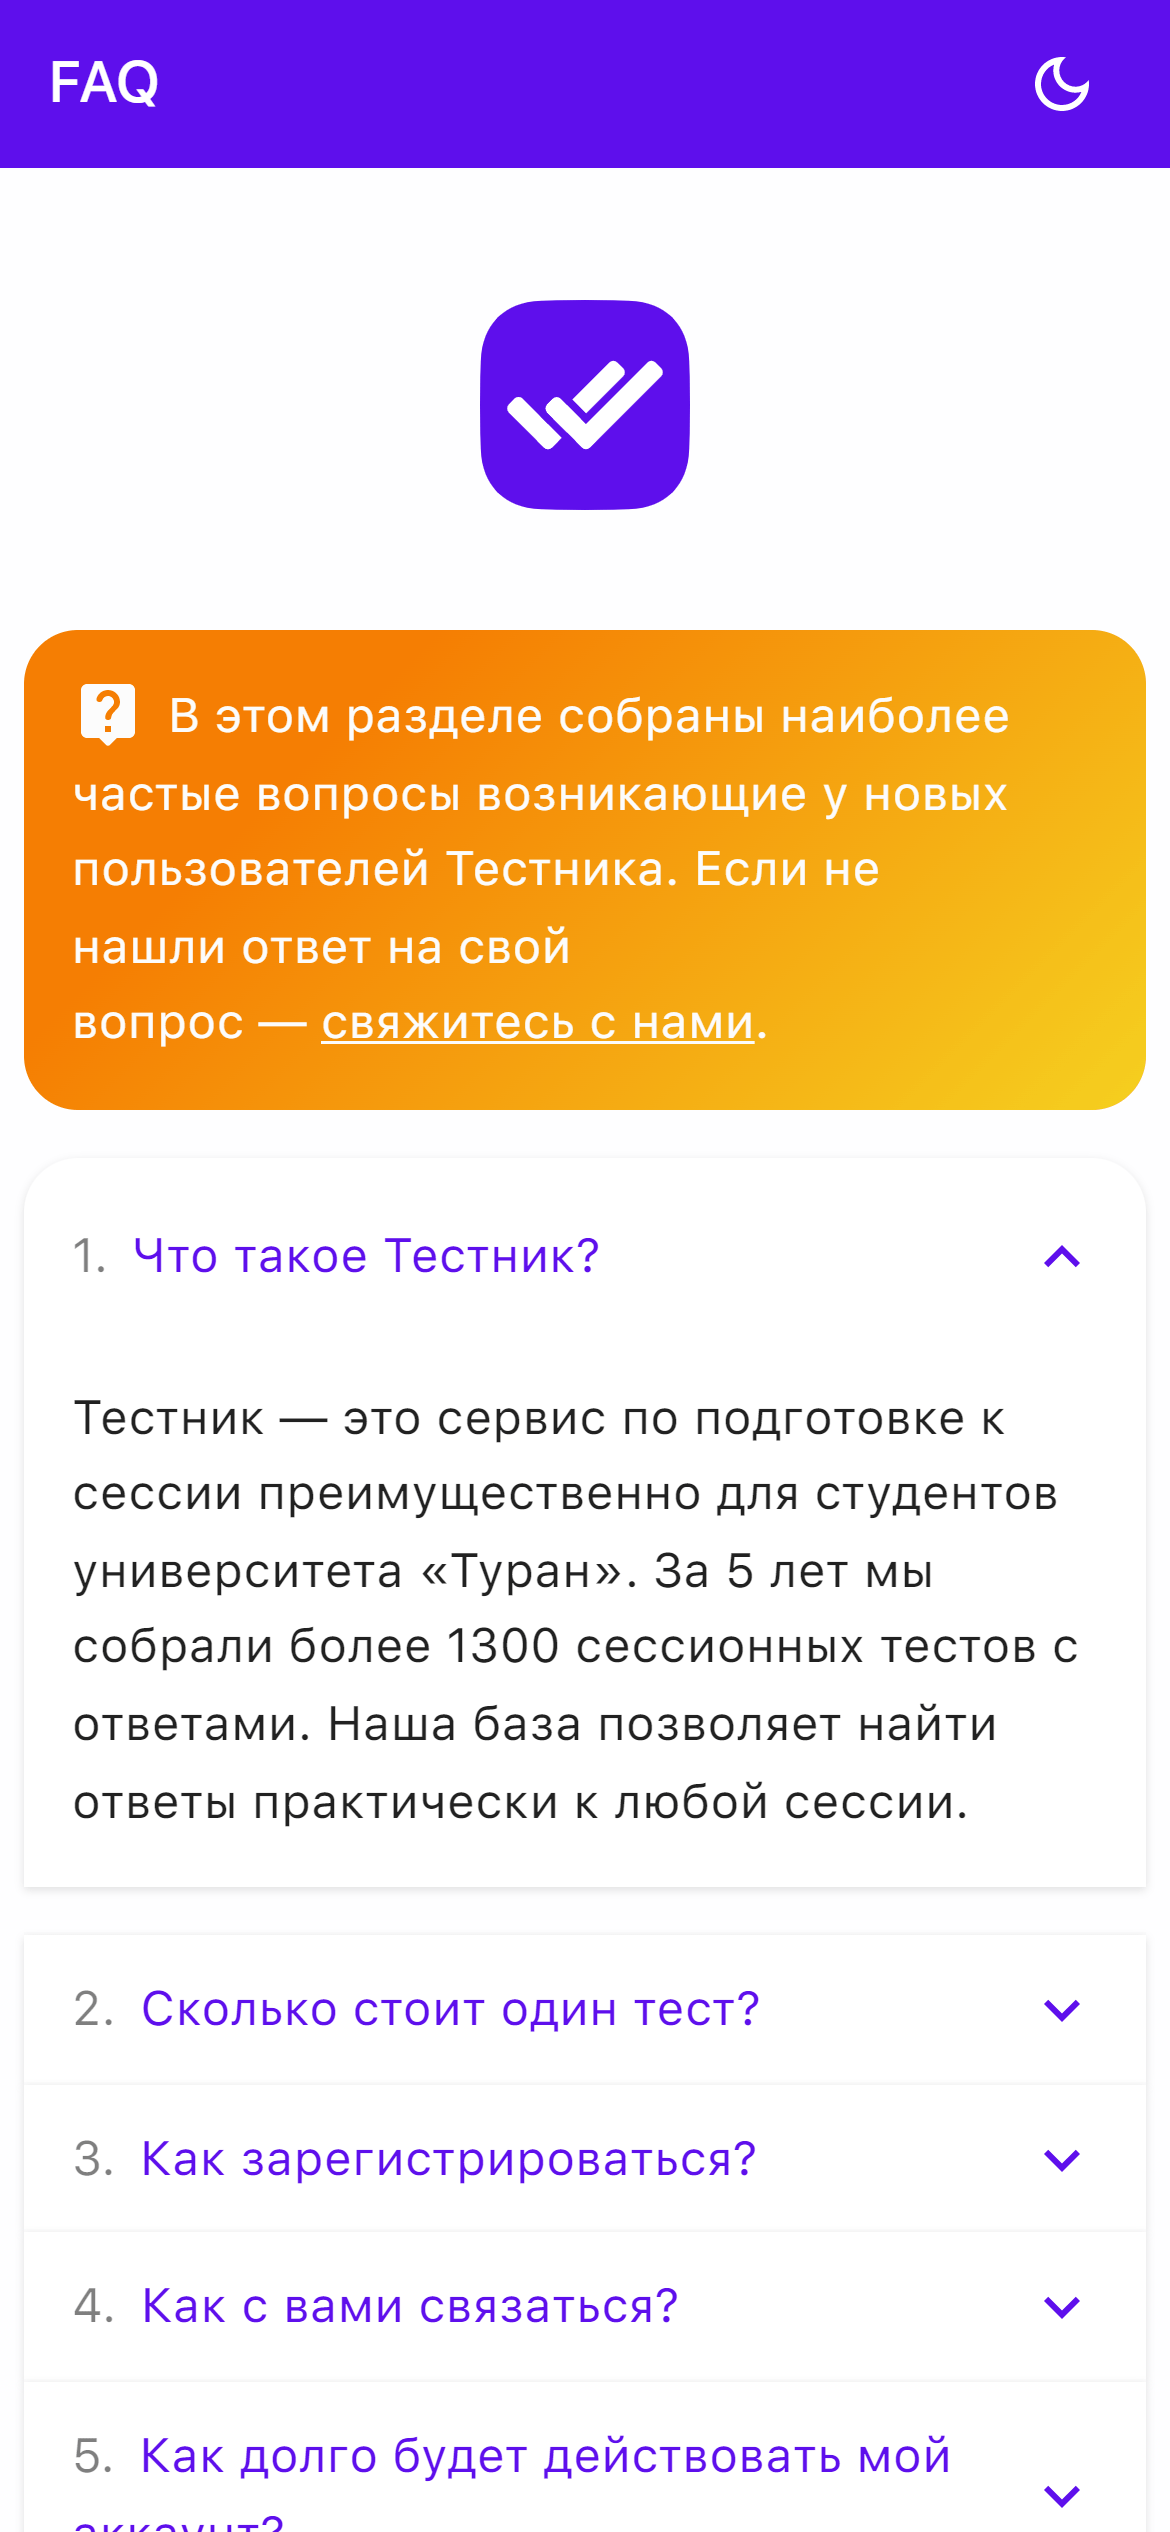 FAQ
В этом разделе собраны наиболее
частые вопросы возникающие у новых
пользователей Тестника. Если не
нашли ответ на свой
вопрос — свяжитесь с нами.
1. Что такое Тестник?
Тестник — это сервис по подготовке к
сессии преимущественно для студентов
университета «Туран». За 5 лет мы
собрали более 1300 сессионных тестов с
ответами. Наша база позволяет найти
ответы практически к любой сессии.
2. Сколько стоит один тест?
3. Как зарегистрироваться?
4. Как с вами связаться?
5. Как долго будет действовать мой
аккаунт?